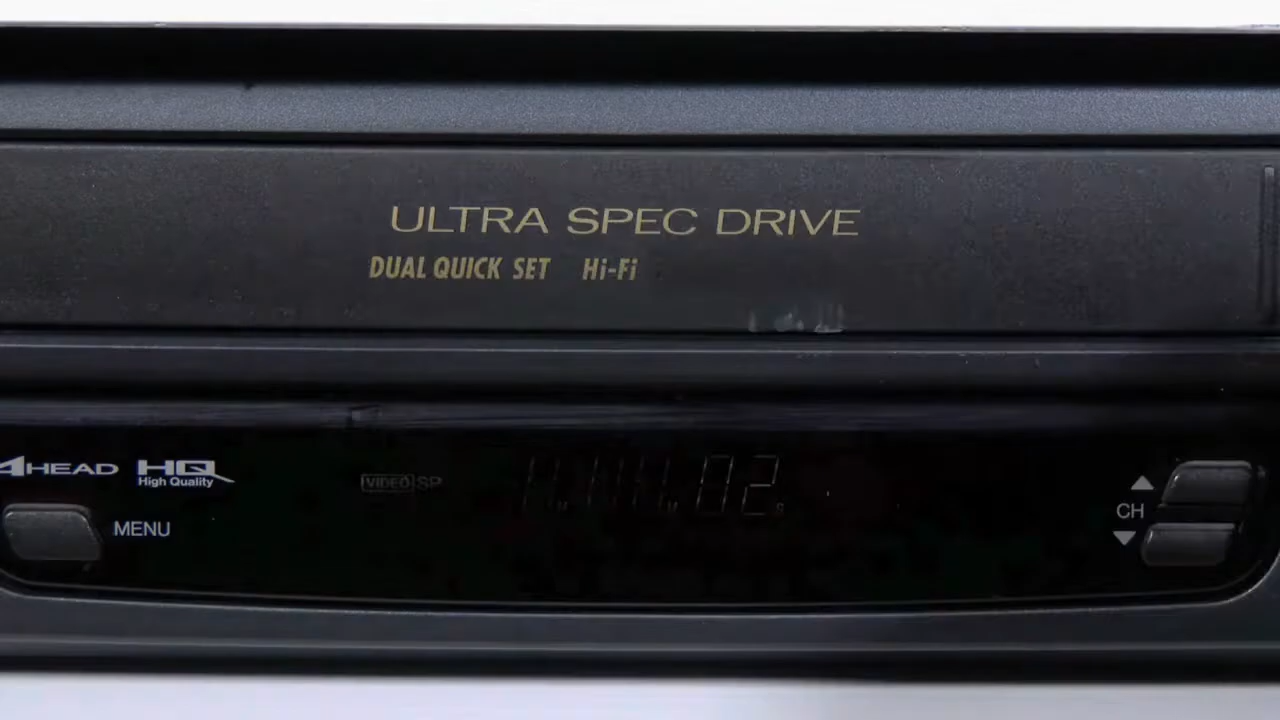 ULTRA SPEC DRIVE
DUAL QUICK SET Hi-Fi
4HEAD HQ
High Quality
VIDEO SP
CH
MENU